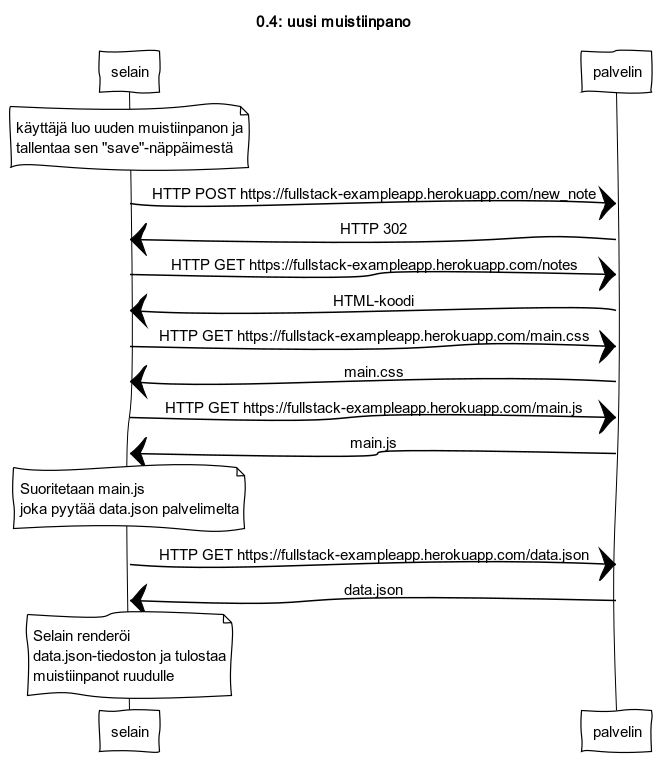 0.4: uusi muistiinpano
selain
palvelin
käyttäjä luo uuden muistiinpanon ja
tallentaa sen "save"-näppäimestä
HTTP POST https://fullstack-exampleapp.herokuapp.com/new_note
HTTP 302
HTTP GET https://fullstack-exampleapp.herokuapp.com/notes
HTML-koodi
HTTP GET https://fullstack-exampleapp.herokuapp.com/main.css
main.css
HTTP GET https://fullstack-exampleapp.herokuapp.com/main.js
main.js
Suoritetaan main.js
joka pyytää data.json palvelimelta
HTTP GET https://fullstack-exampleapp.herokuapp.com/data.json
data.json
Selain renderöi
data.json-tiedoston ja tulostaa
muistiinpanot ruudulle
selain
palvelin